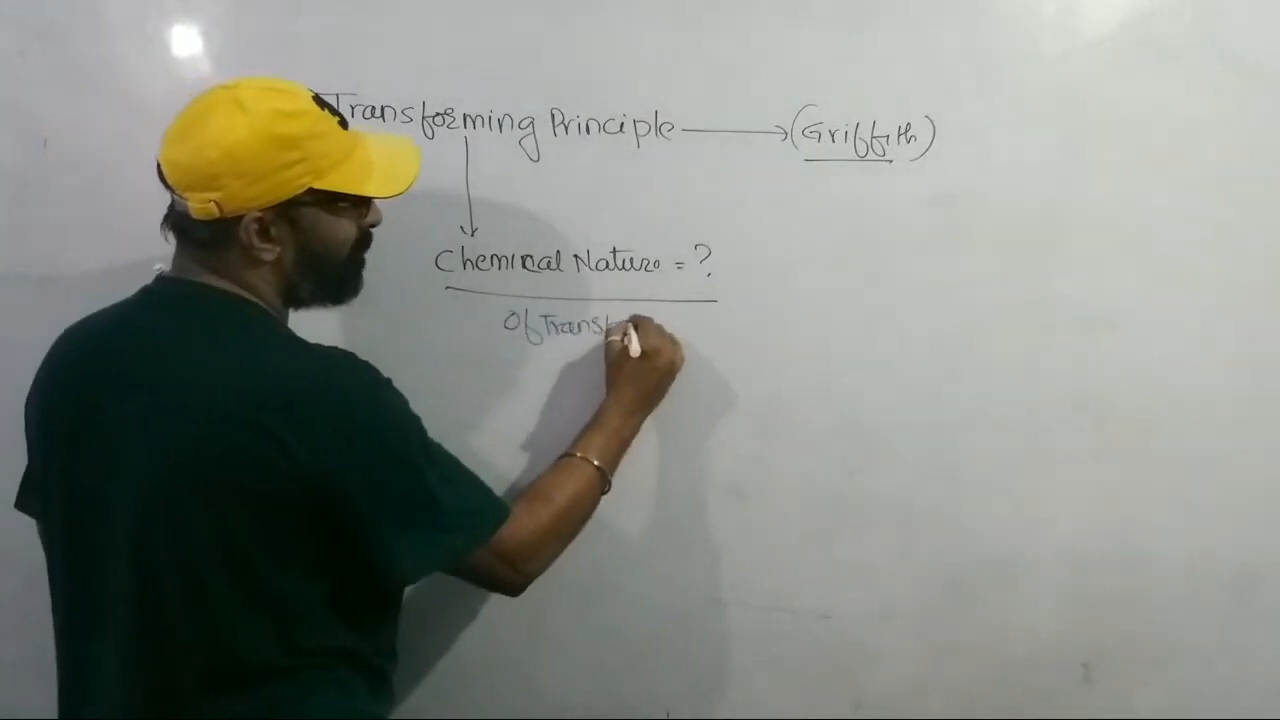 Transforming Principle → (Griffith)
Chemical Nature = ?
Of Transf